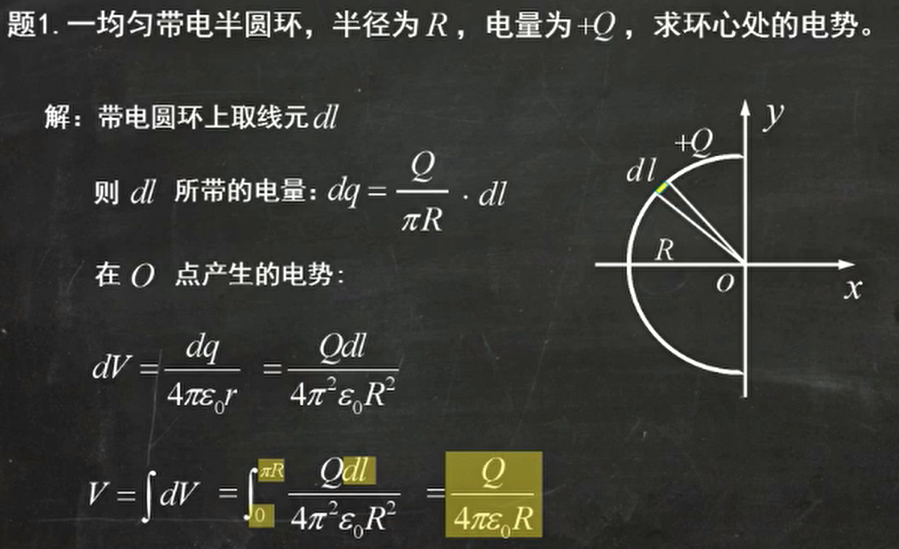 题1. 一均匀带电半圆环，半径为 R，电量为+Q，求环心处的电势。
解：带电圆环上取线元 dl
则 dl 所带的电量：dq = \frac{Q}{\pi R} · dl
在 O 点产生的电势：
dV = \frac{dq}{4\pi\varepsilon_0 r} = \frac{Qdl}{4\pi^2\varepsilon_0 R^2}
V = \int dV = \int_0^{\pi R} \frac{Qdl}{4\pi^2\varepsilon_0 R^2} = \frac{Q}{4\pi\varepsilon_0 R}
y
+Q
dl
R
O
x